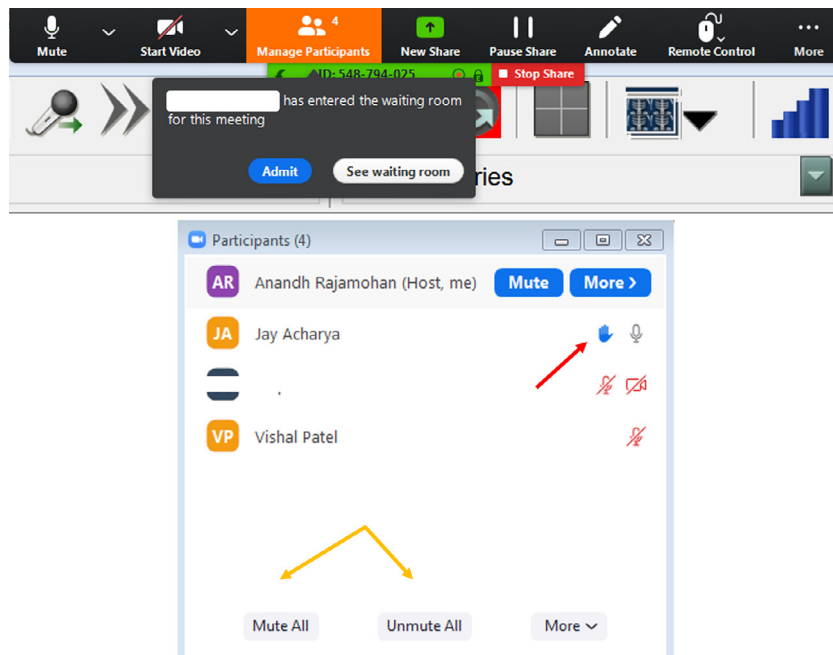 4
Mute Start Video Manage Participants New Share Pause Share Annotate Remote Control More
ID: 548-794-025 Stop Share
has entered the waiting room
for this meeting
Admit See waiting room
ries
Participants (4)
AR Anandh Rajamohan (Host, me) Mute More
JA Jay Acharya
VP Vishal Patel
Mute All Unmute All More